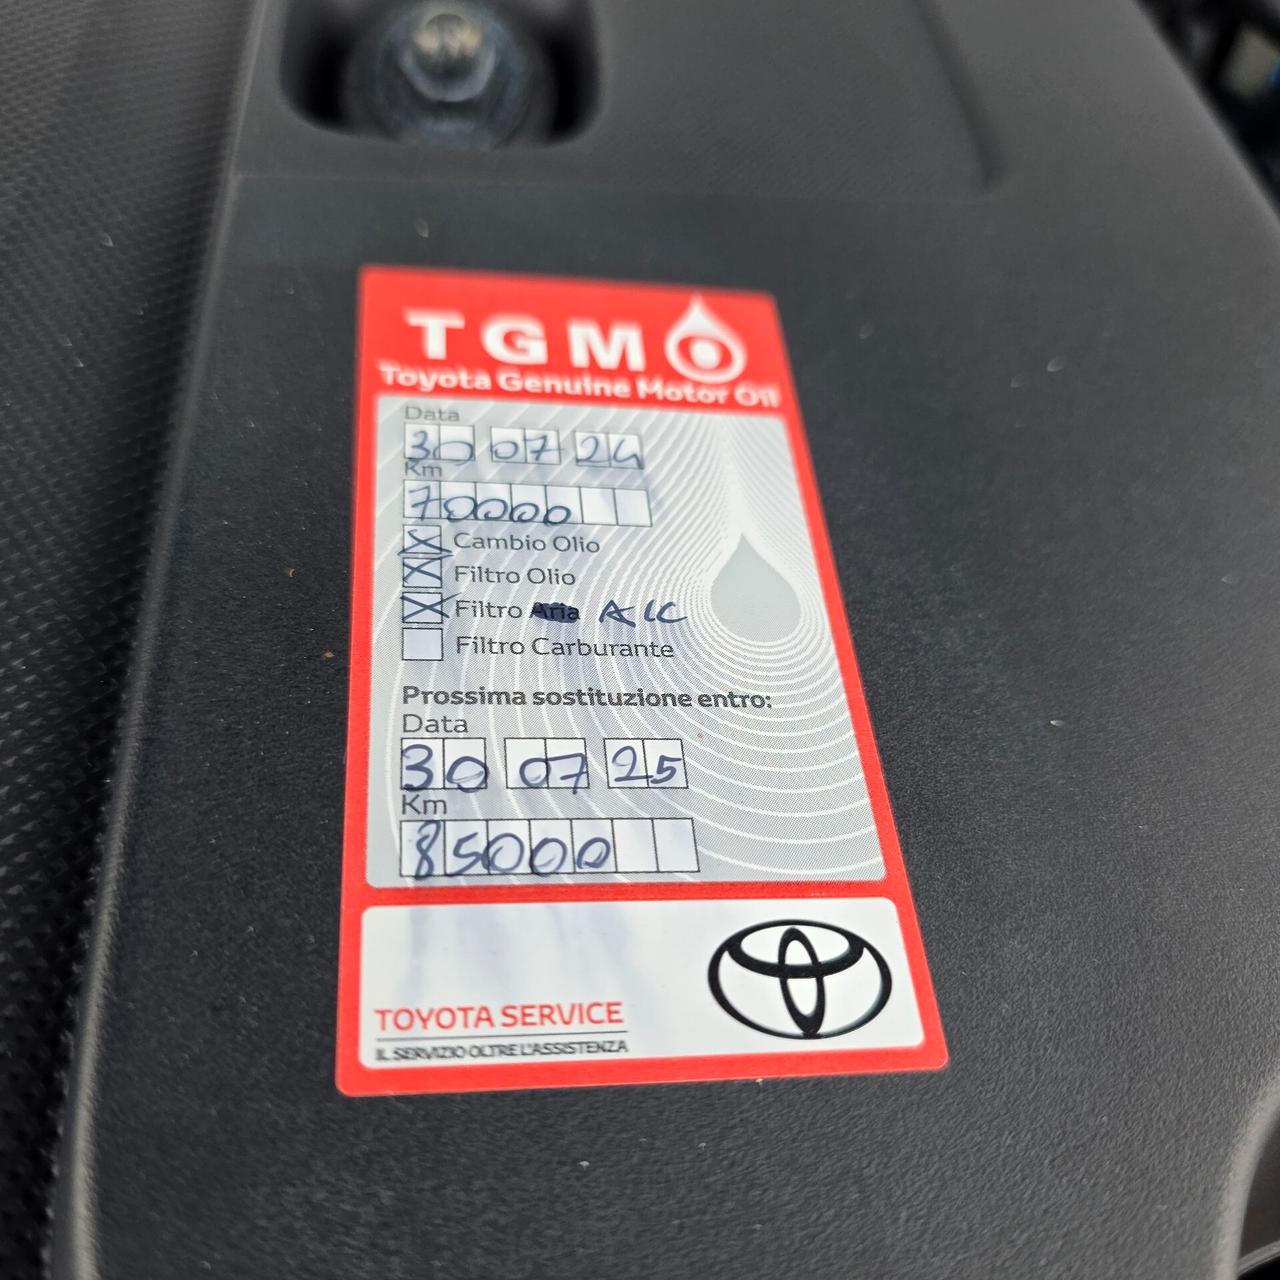 TGMO
Toyota Genuine Motor Oil
Data
30 07 24
Km
70000
Cambio Olio
Filtro Olio
Filtro Aria A/C
Filtro Carburante
Prossima sostituzione entro:
Data
30 07 25
Km
85000
TOYOTA SERVICE
IL SERVIZIO OLTRE L'ASSISTENZA